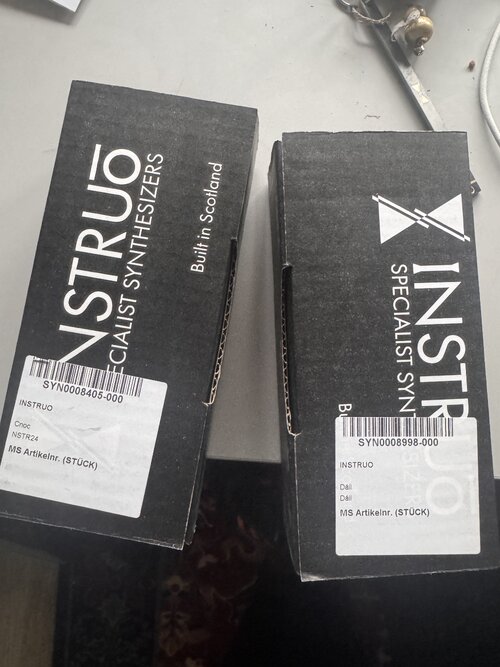 INSTRUō
SPECIALIST SYNTHESIZERS
Built in Scotland
SYN0008405-000
INSTRUO
Cnoc
NSTR24
MS Artikelnr. (STÜCK)
INSTRUō
SPECIALIST SYN
SYN0008998-000
INSTRUO
Dàil
Dàil
MS Artikelnr. (STÜCK)